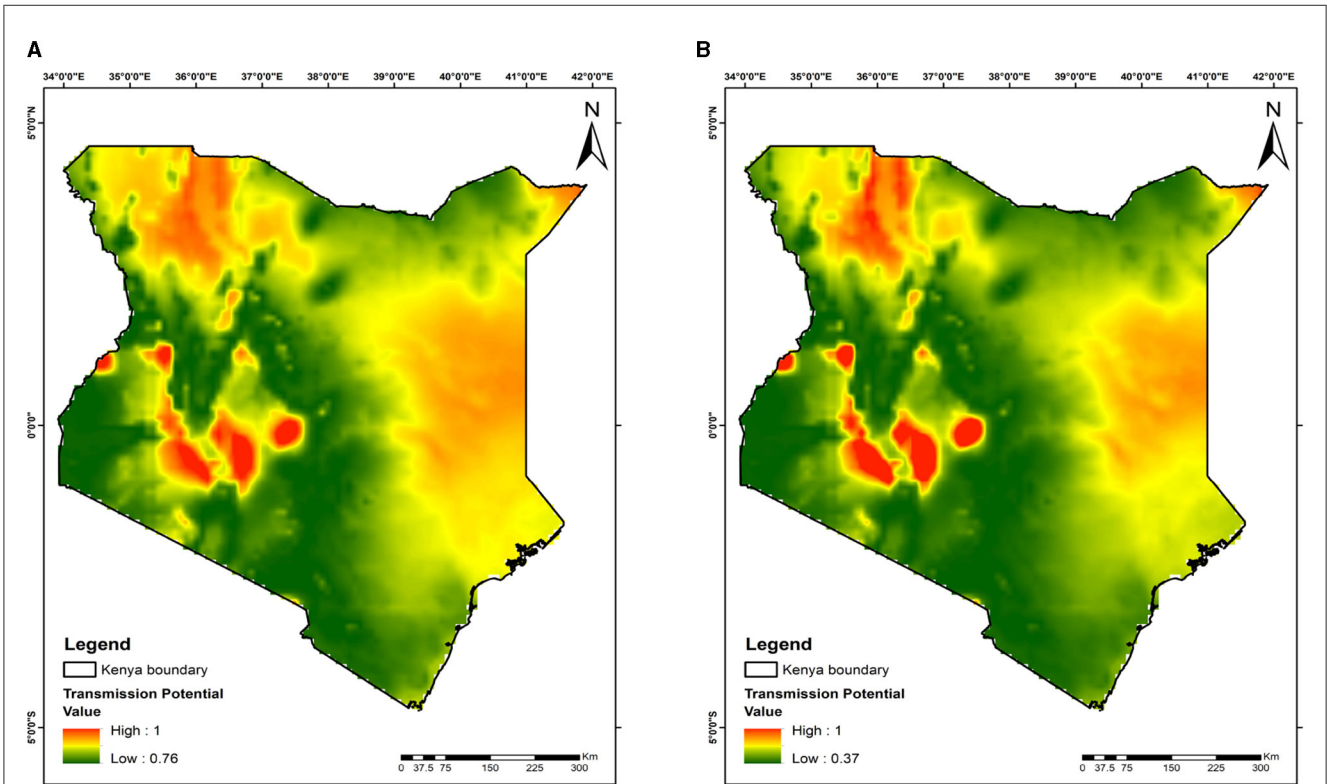 A
34°0'0"E 35°0'0"E 36°0'0"E 37°0'0"E 38°0'0"E 39°0'0"E 40°0'0"E 41°0'0"E 42°0'0"E
N
5°0'0"N
0°0'0"
5°0'0"S
Legend
Kenya boundary
Transmission Potential
Value
High : 1
Low : 0.76
Km
0 37.5 75 150 225 300
B
34°0'0"E 35°0'0"E 36°0'0"E 37°0'0"E 38°0'0"E 39°0'0"E 40°0'0"E 41°0'0"E 42°0'0"E
N
5°0'0"N
0°0'0"
5°0'0"S
Legend
Kenya boundary
Transmission Potential
Value
High : 1
Low : 0.37
Km
0 37.5 75 150 225 300